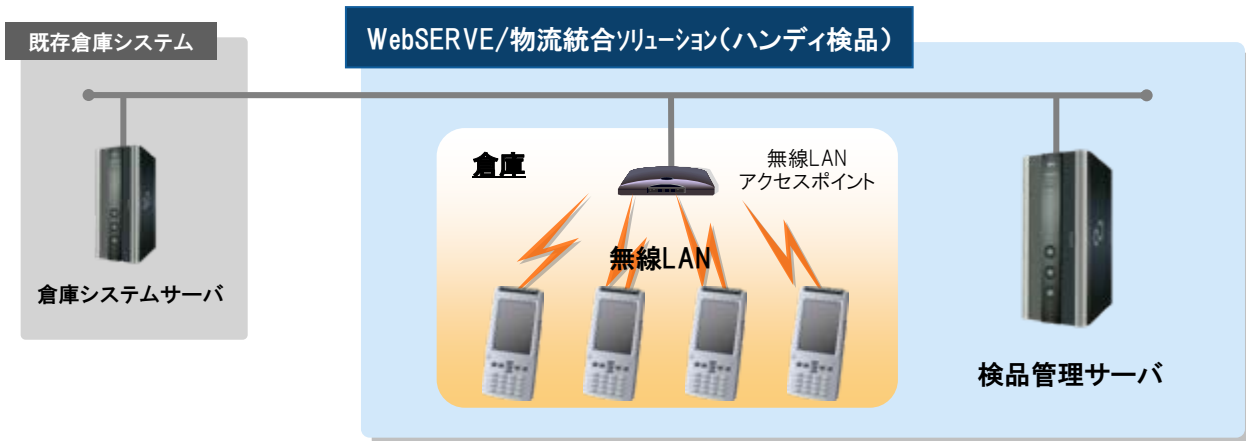 既存倉庫システム
WebSERVE/物流統合ソリューション(ハンディ検品)
倉庫
無線LAN
アクセスポイント
無線LAN
倉庫システムサーバ
検品管理サーバ